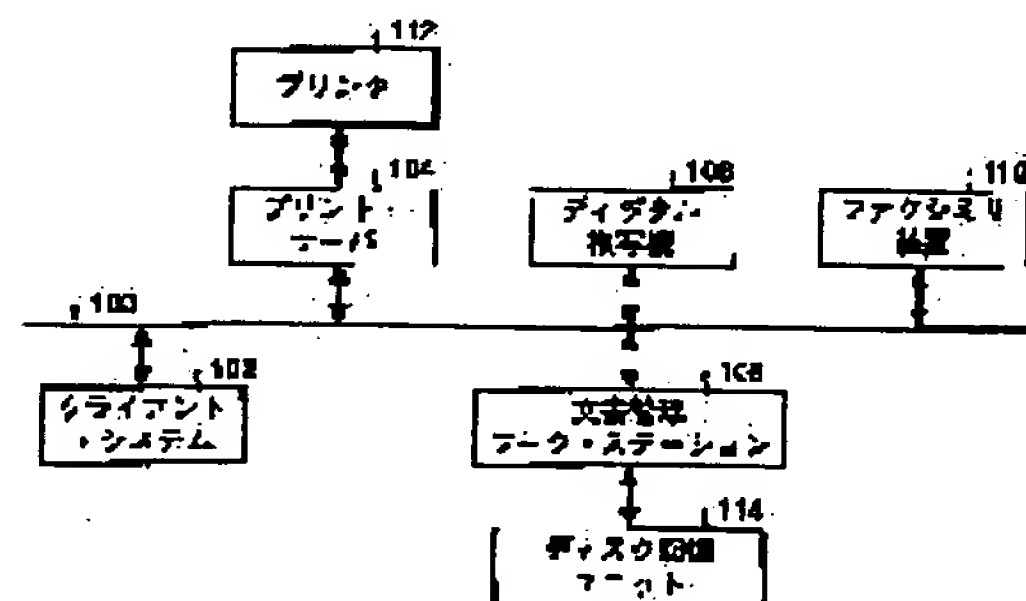 112
プリンタ
104
プリント・
サーバ
108
ディジタル
複写機
110
ファクシミリ
装置
100
102
クライアント
・システム
106
文書管理
ワーク・ステーション
114
ディスク記憶
ユニット